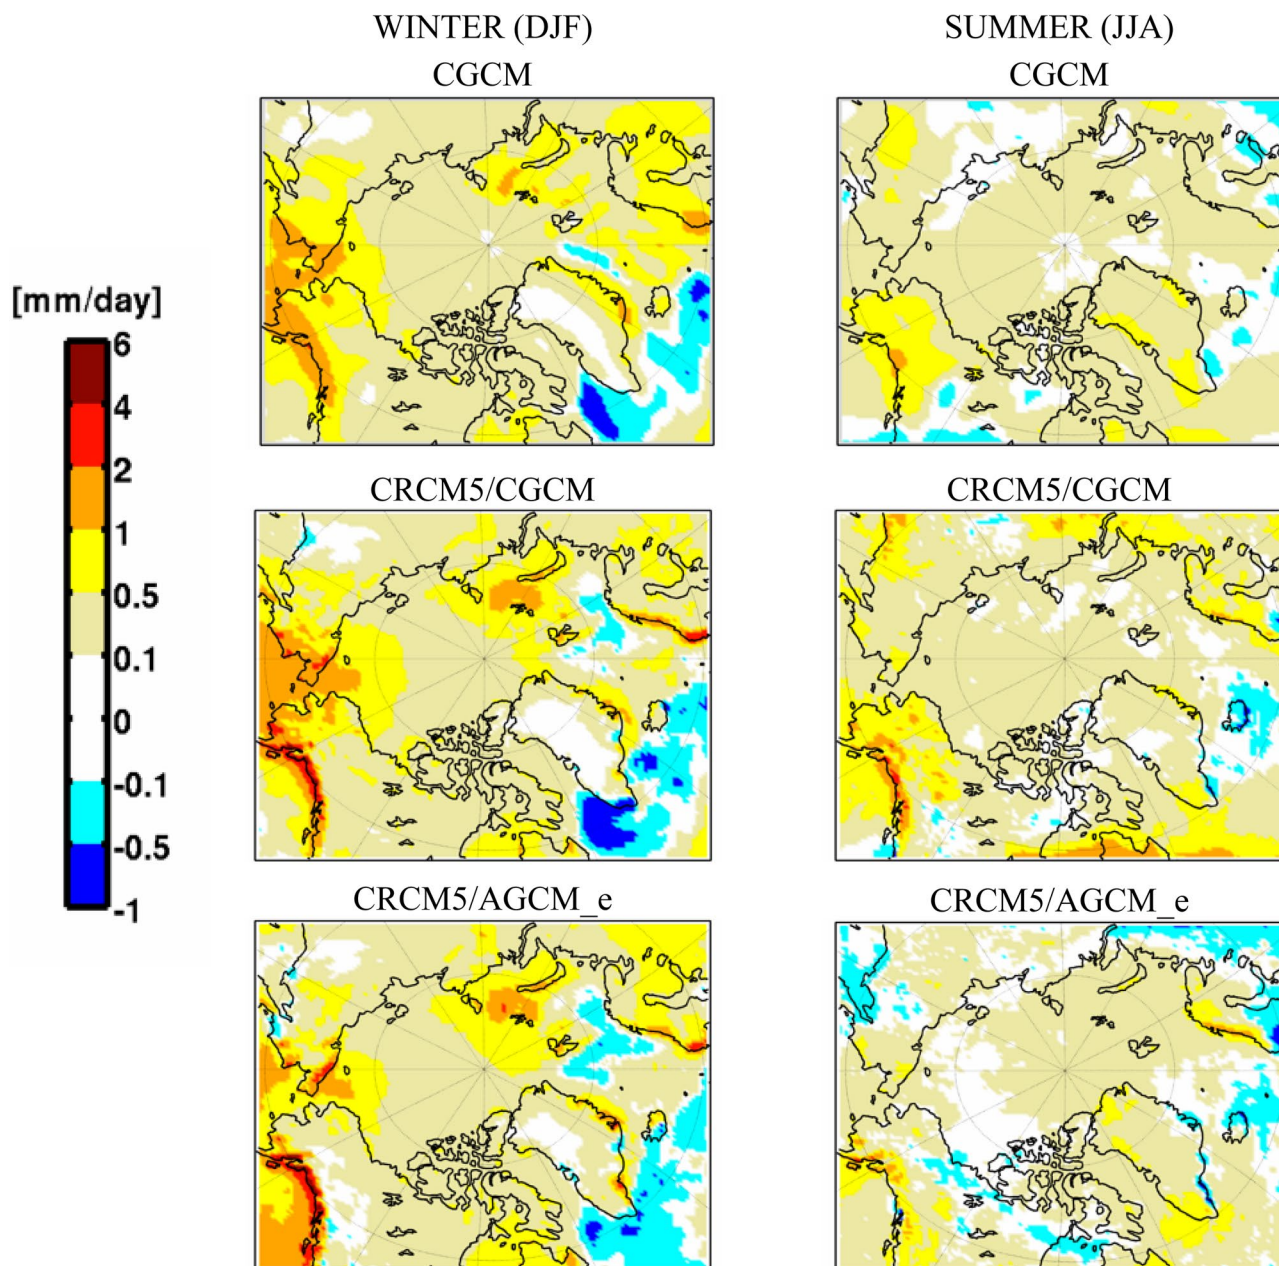 WINTER (DJF)
SUMMER (JJA)
CGCM
CGCM
[mm/day]
6
4
2
1
0.5
0.1
0
-0.1
-0.5
-1
CRCM5/CGCM
CRCM5/CGCM
CRCM5/AGCM_e
CRCM5/AGCM_e